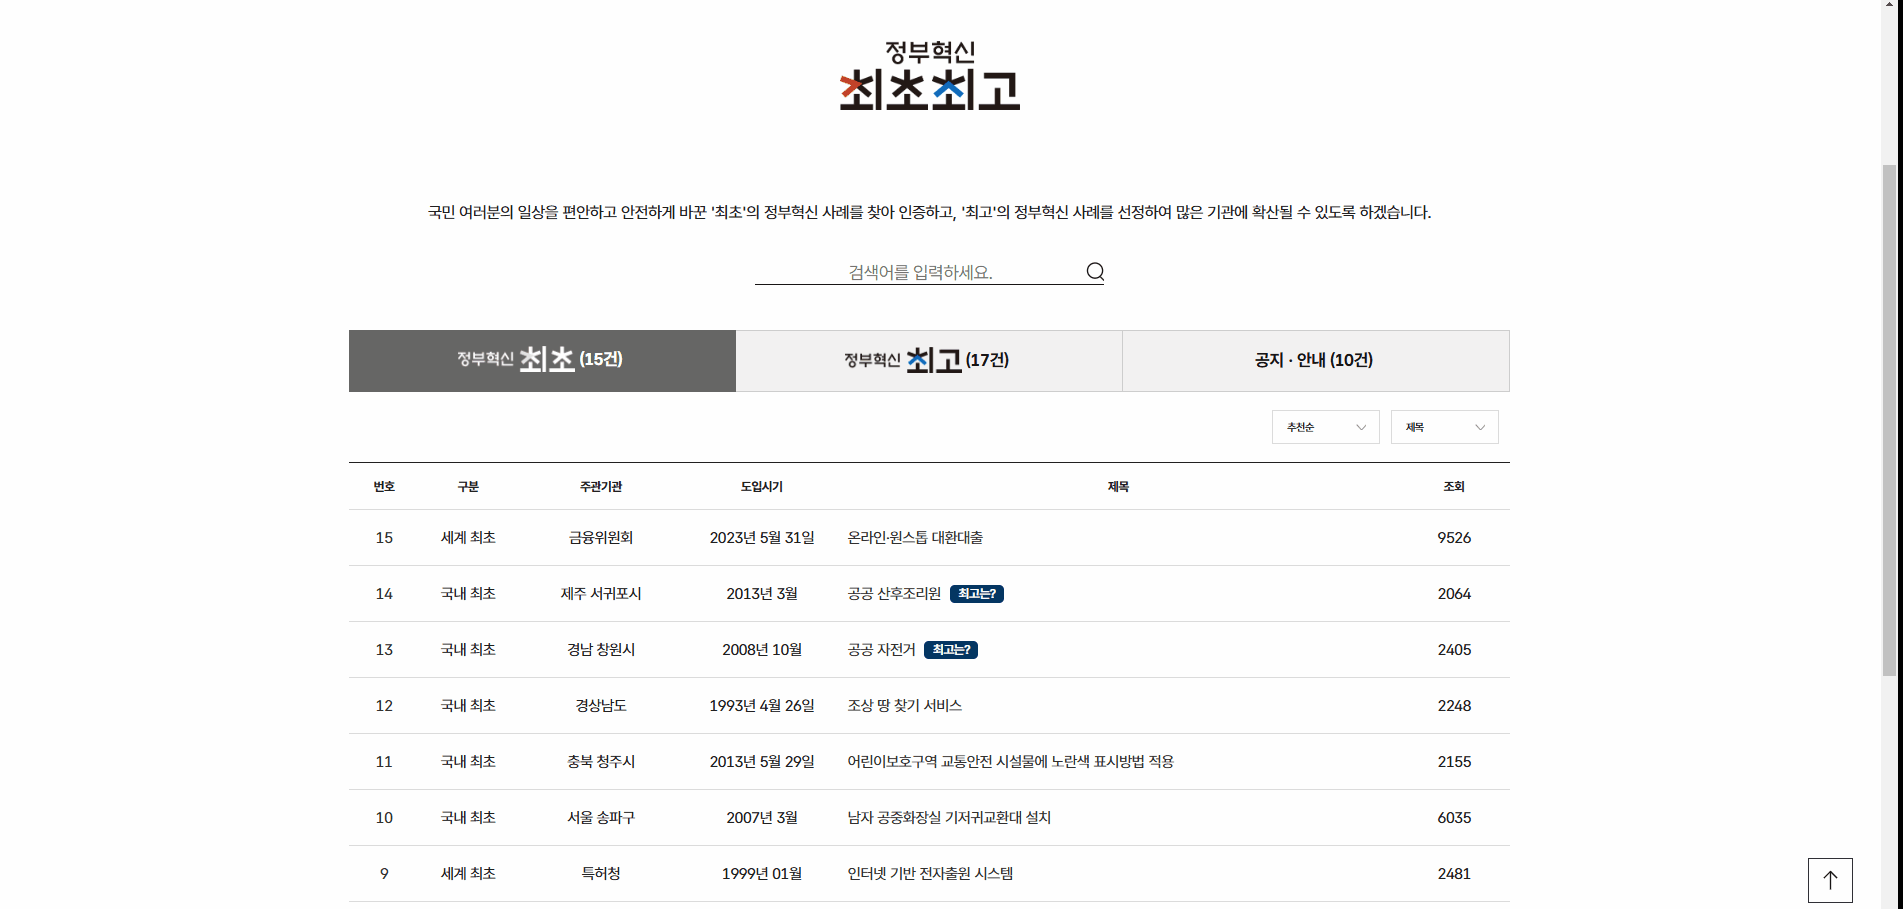 정부혁신
최초최고
국민 여러분의 일상을 편안하고 안전하게 바꾼 '최초'의 정부혁신 사례를 찾아 인증하고, '최고'의 정부혁신 사례를 선정하여 많은 기관에 확산될 수 있도록 하겠습니다.
검색어를 입력하세요.
정부혁신 최초 (15건) 정부혁신 최고 (17건) 공지 · 안내 (10건)
추천순 제목
번호 구분 주관기관 도입시기 제목 조회
15 세계 최초 금융위원회 2023년 5월 31일 온라인·원스톱 대환대출 9526
14 국내 최초 제주 서귀포시 2013년 3월 공공 산후조리원 최고는? 2064
13 국내 최초 경남 창원시 2008년 10월 공공 자전거 최고는? 2405
12 국내 최초 경상남도 1993년 4월 26일 조상 땅 찾기 서비스 2248
11 국내 최초 충북 청주시 2013년 5월 29일 어린이보호구역 교통안전 시설물에 노란색 표시방법 적용 2155
10 국내 최초 서울 송파구 2007년 3월 남자 공중화장실 기저귀교환대 설치 6035
9 세계 최초 특허청 1999년 01월 인터넷 기반 전자출원 시스템 2481